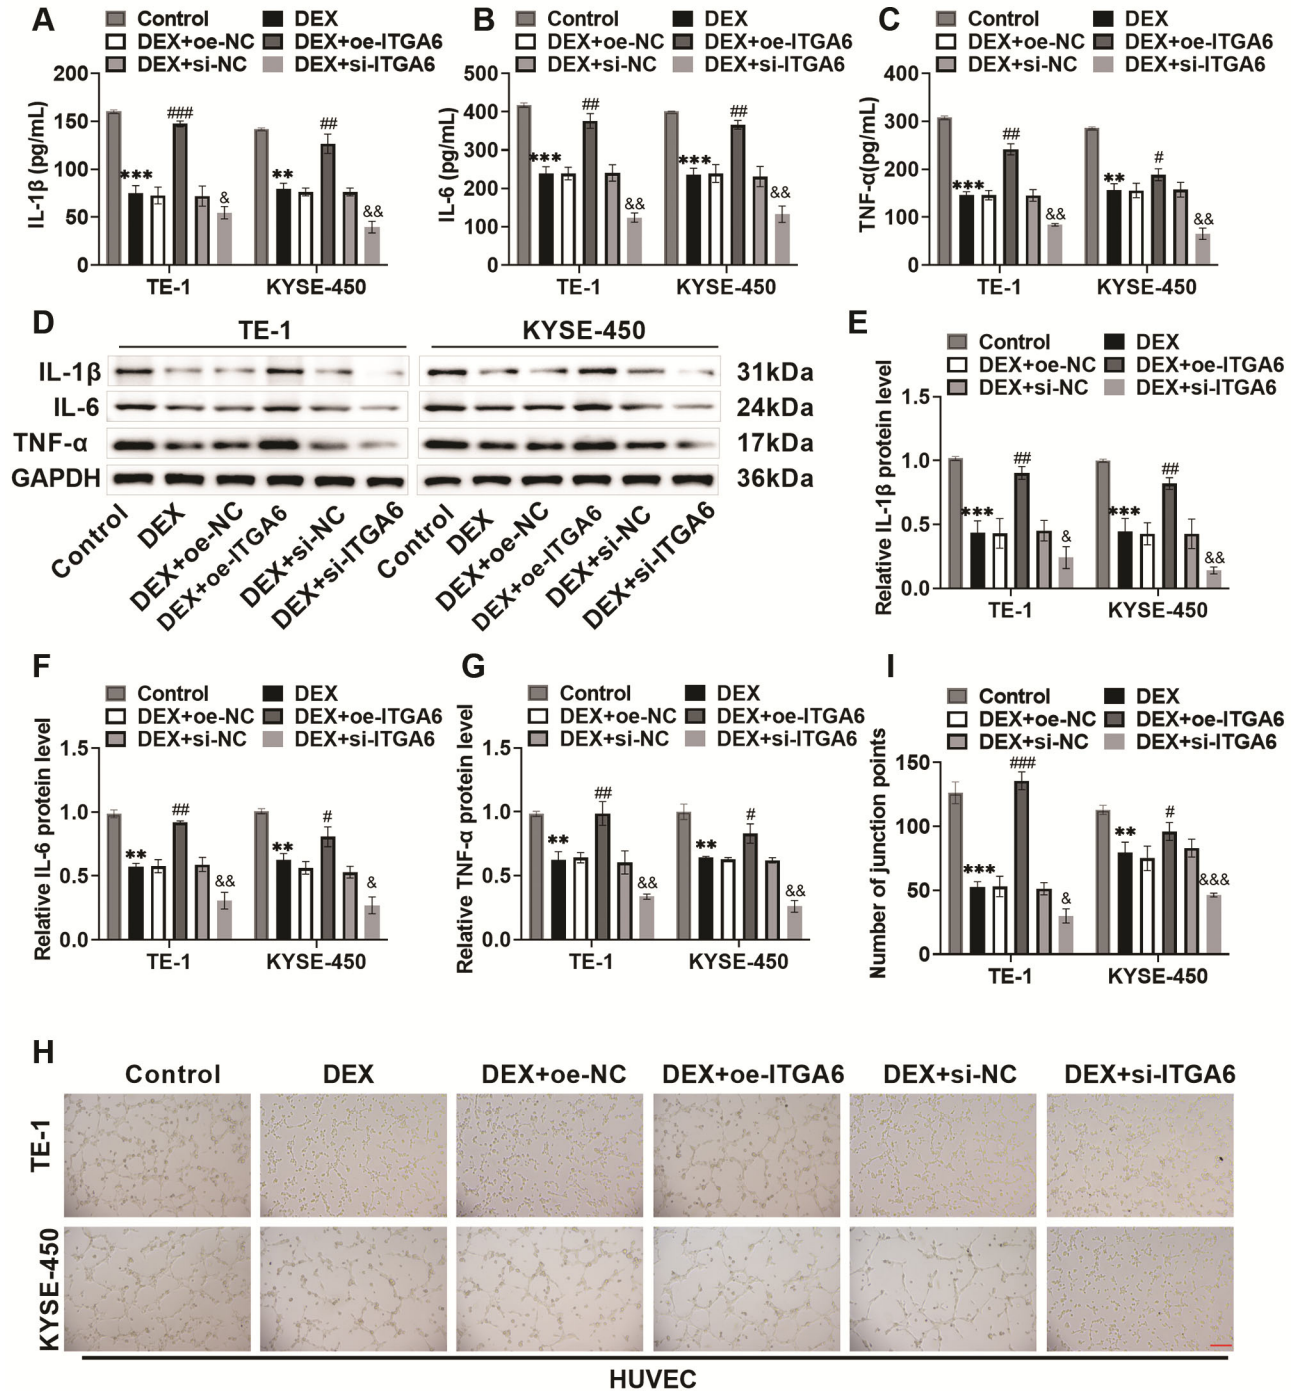 A
Control DEX
DEX+oe-NC DEX+oe-ITGA6
DEX+si-NC DEX+si-ITGA6
IL-1β (pg/mL)
200
150
100
50
0
*** ### & ** ## &&
TE-1 KYSE-450
B
Control DEX
DEX+oe-NC DEX+oe-ITGA6
DEX+si-NC DEX+si-ITGA6
IL-6 (pg/mL)
500
400
300
200
100
0
*** ## && *** ## &&
TE-1 KYSE-450
C
Control DEX
DEX+oe-NC DEX+oe-ITGA6
DEX+si-NC DEX+si-ITGA6
TNF-α(pg/mL)
400
300
200
100
0
*** ## && ** # &&
TE-1 KYSE-450
D
TE-1 KYSE-450
IL-1β 31kDa
IL-6 24kDa
TNF-α 17kDa
GAPDH 36kDa
Control DEX DEX+oe-NC DEX+oe-ITGA6 DEX+si-NC DEX+si-ITGA6 Control DEX DEX+oe-NC DEX+oe-ITGA6 DEX+si-NC DEX+si-ITGA6
E
Control DEX
DEX+oe-NC DEX+oe-ITGA6
DEX+si-NC DEX+si-ITGA6
Relative IL-1β protein level
1.5
1.0
0.5
0.0
*** ## & *** ## &&
TE-1 KYSE-450
F
Control DEX
DEX+oe-NC DEX+oe-ITGA6
DEX+si-NC DEX+si-ITGA6
Relative IL-6 protein level
1.5
1.0
0.5
0.0
** ## && ** # &
TE-1 KYSE-450
G
Control DEX
DEX+oe-NC DEX+oe-ITGA6
DEX+si-NC DEX+si-ITGA6
Relative TNF-α protein level
1.5
1.0
0.5
0.0
** ## && ** # &&
TE-1 KYSE-450
I
Control DEX
DEX+oe-NC DEX+oe-ITGA6
DEX+si-NC DEX+si-ITGA6
Number of junction points
150
100
50
0
*** ### & ** # &&&
TE-1 KYSE-450
H
Control DEX DEX+oe-NC DEX+oe-ITGA6 DEX+si-NC DEX+si-ITGA6
TE-1
KYSE-450
HUVEC